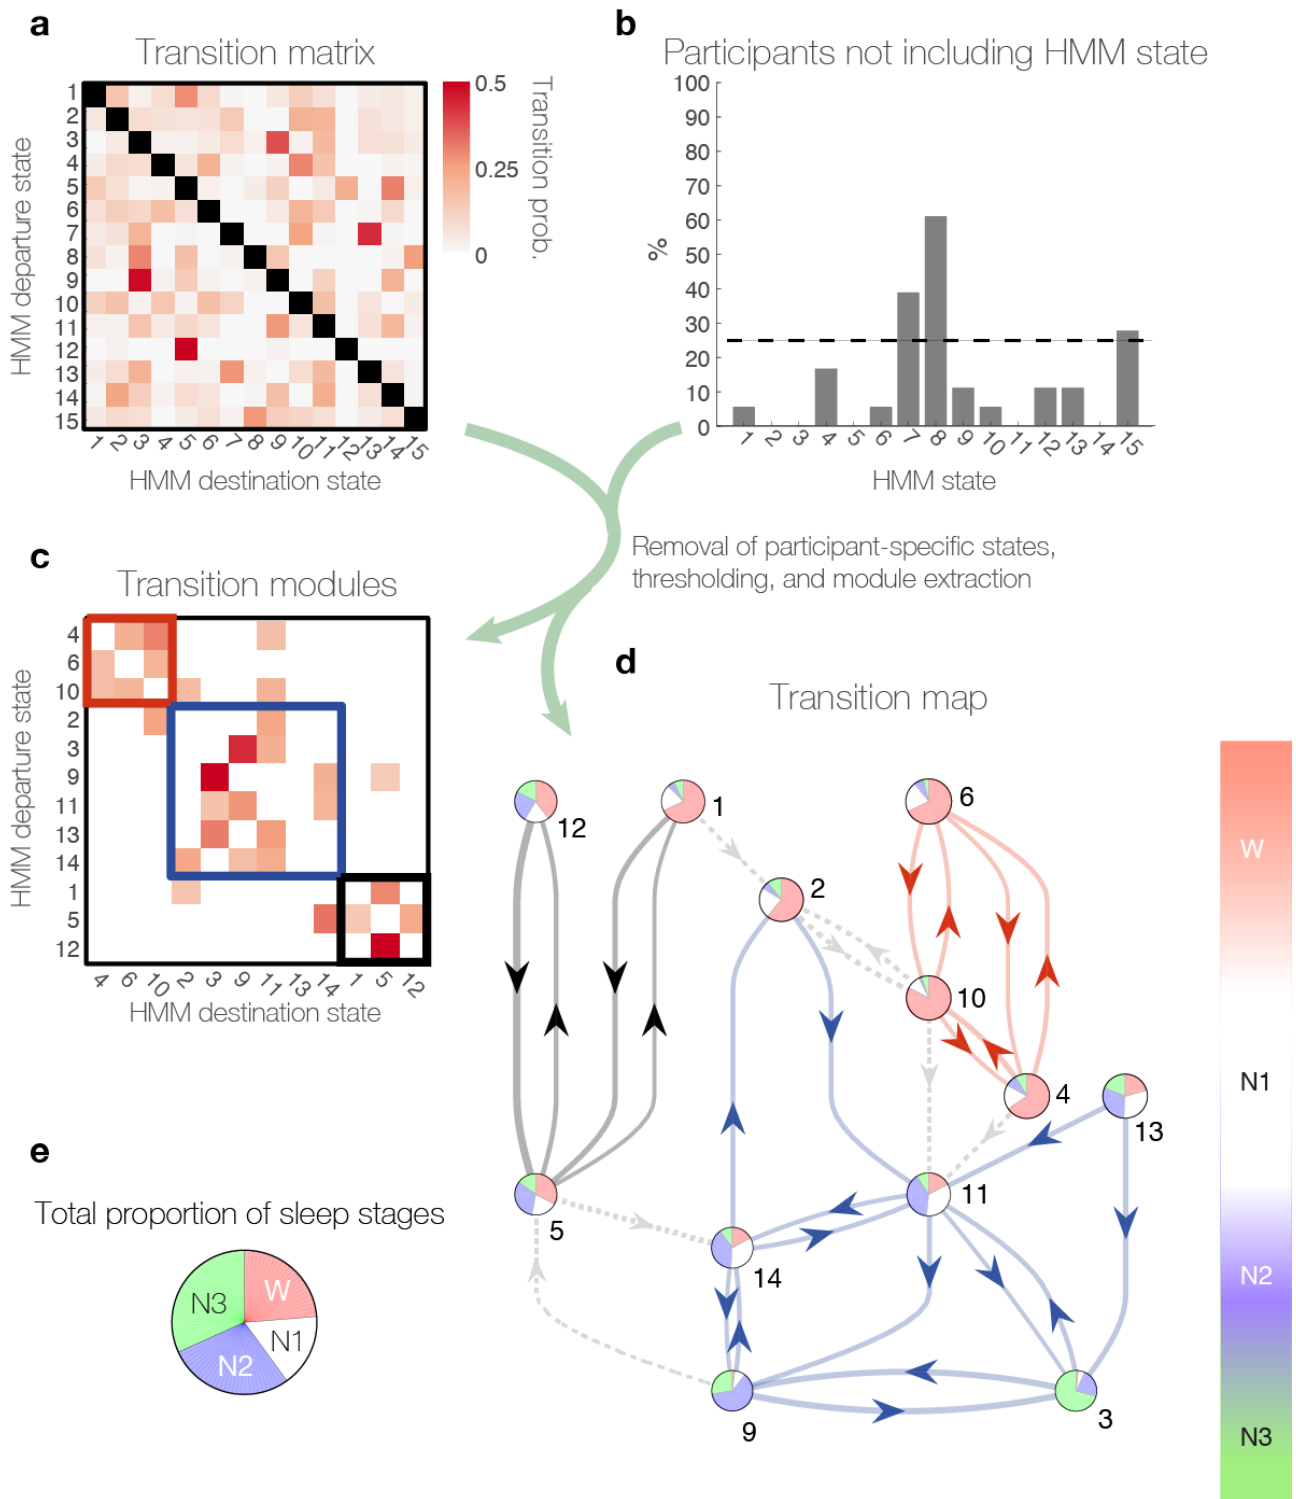 a
Transition matrix
HMM departure state
1
2
3
4
5
6
7
8
9
10
11
12
13
14
15
1 2 3 4 5 6 7 8 9 10 11 12 13 14 15
HMM destination state
0.5
0.25
0
Transition prob.
b
Participants not including HMM state
%
100
90
80
70
60
50
40
30
20
10
0
1 2 3 4 5 6 7 8 9 10 11 12 13 14 15
HMM state
Removal of participant-specific states,
thresholding, and module extraction
c
Transition modules
HMM departure state
4
6
10
2
3
9
11
13
14
1
5
12
4 6 10 2 3 9 11 13 14 1 5 12
HMM destination state
d
Transition map
12
1
6
2
10
4
13
5
11
14
9
3
W
N1
N2
N3
e
Total proportion of sleep stages
N3
W
N1
N2